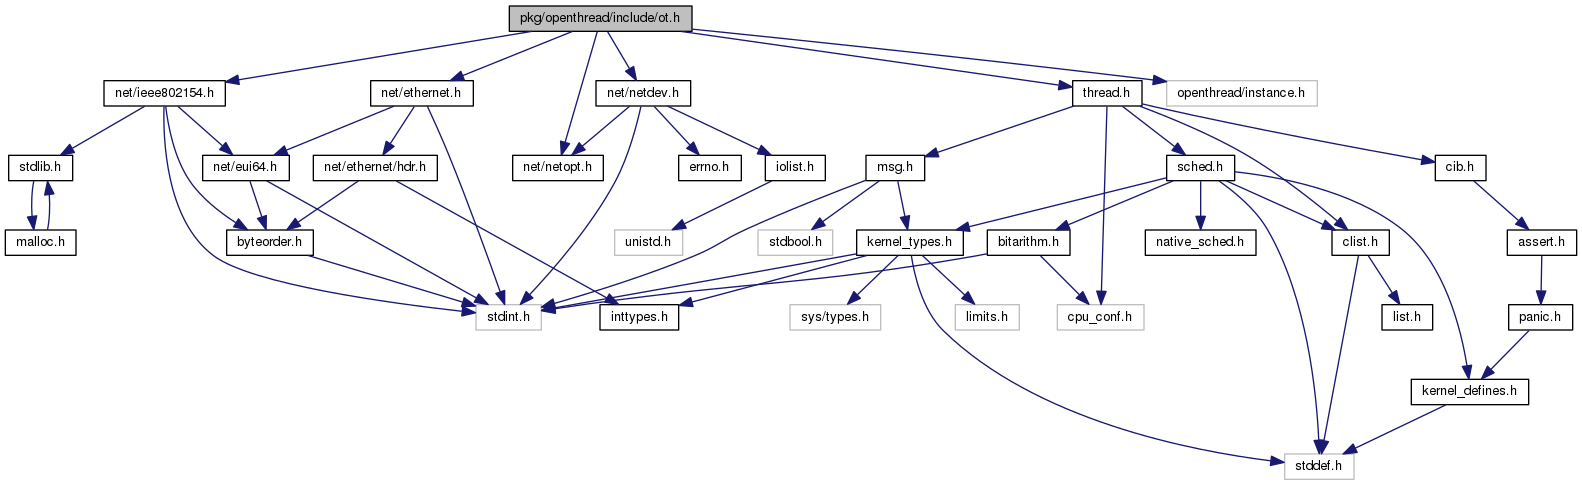 pkg/openthread/include/ot.h
net/ieee802154.h
net/ethernet.h
net/netdev.h
thread.h
openthread/instance.h
stdlib.h
net/eui64.h
net/ethernet/hdr.h
net/netopt.h
errno.h
iolist.h
msg.h
sched.h
cib.h
malloc.h
byteorder.h
unistd.h
stdbool.h
kernel_types.h
bitarithm.h
native_sched.h
clist.h
assert.h
stdint.h
inttypes.h
sys/types.h
limits.h
cpu_conf.h
list.h
panic.h
kernel_defines.h
stddef.h